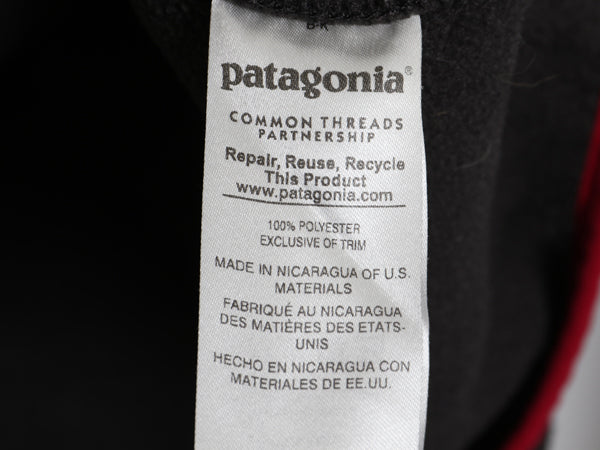 BK
patagonia®
COMMON THREADS
PARTNERSHIP
Repair, Reuse, Recycle
This Product
www.patagonia.com
100% POLYESTER
EXCLUSIVE OF TRIM
MADE IN NICARAGUA OF U.S.
MATERIALS
FABRIQUÉ AU NICARAGUA
DES MATIÈRES DES ETATS-
UNIS
HECHO EN NICARAGUA CON
MATERIALES DE EE.UU.